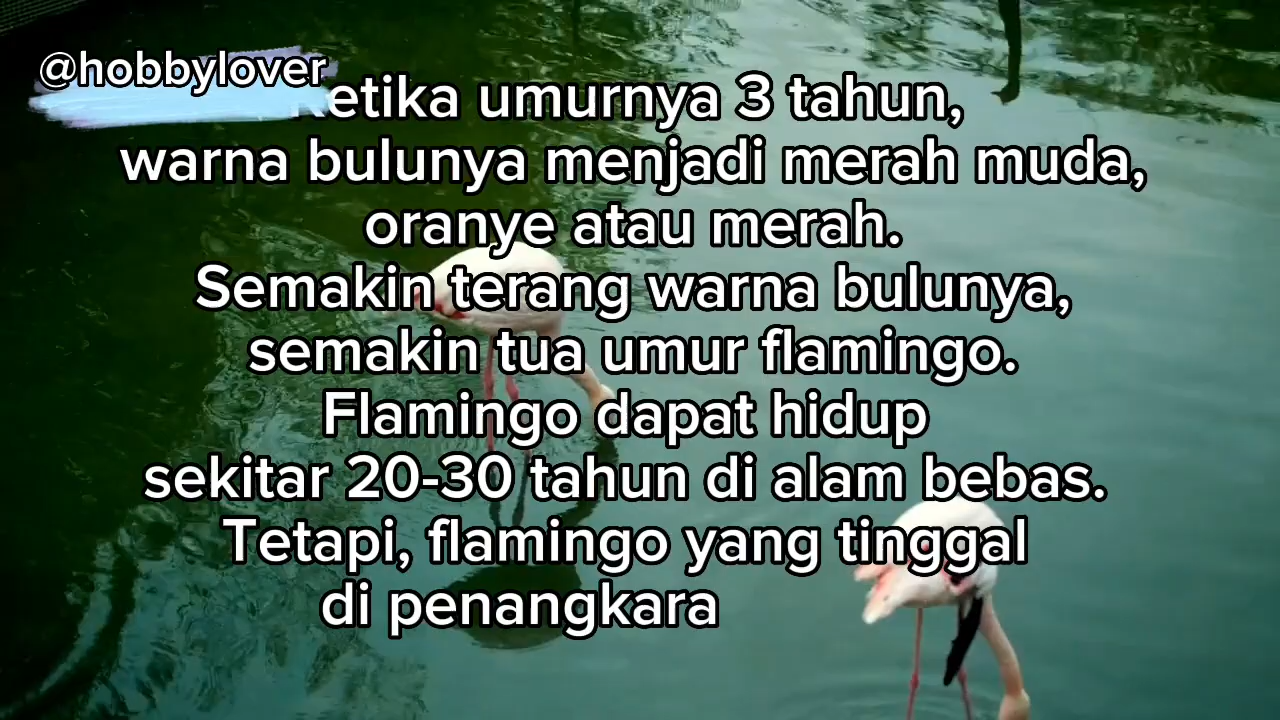 @hobbylover
Ketika umurnya 3 tahun,
warna bulunya menjadi merah muda,
oranye atau merah.
Semakin terang warna bulunya,
semakin tua umur flamingo.
Flamingo dapat hidup
sekitar 20-30 tahun di alam bebas.
Tetapi, flamingo yang tinggal
di penangkara